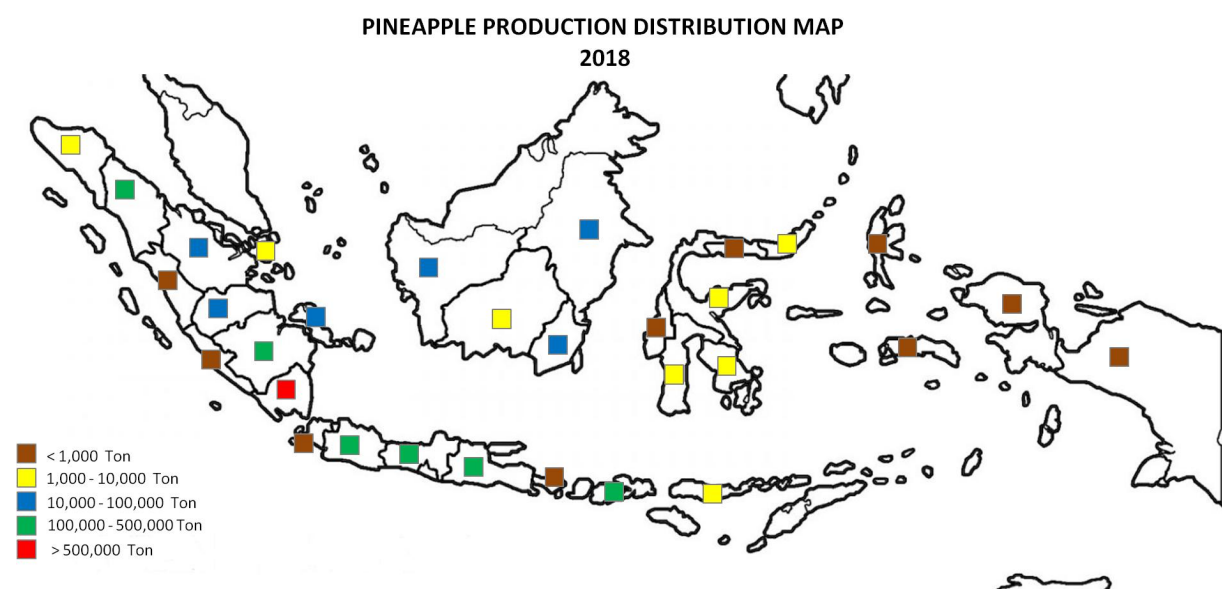 PINEAPPLE PRODUCTION DISTRIBUTION MAP
2018
< 1,000 Ton
1,000 - 10,000 Ton
10,000 - 100,000 Ton
100,000 - 500,000 Ton
> 500,000 Ton